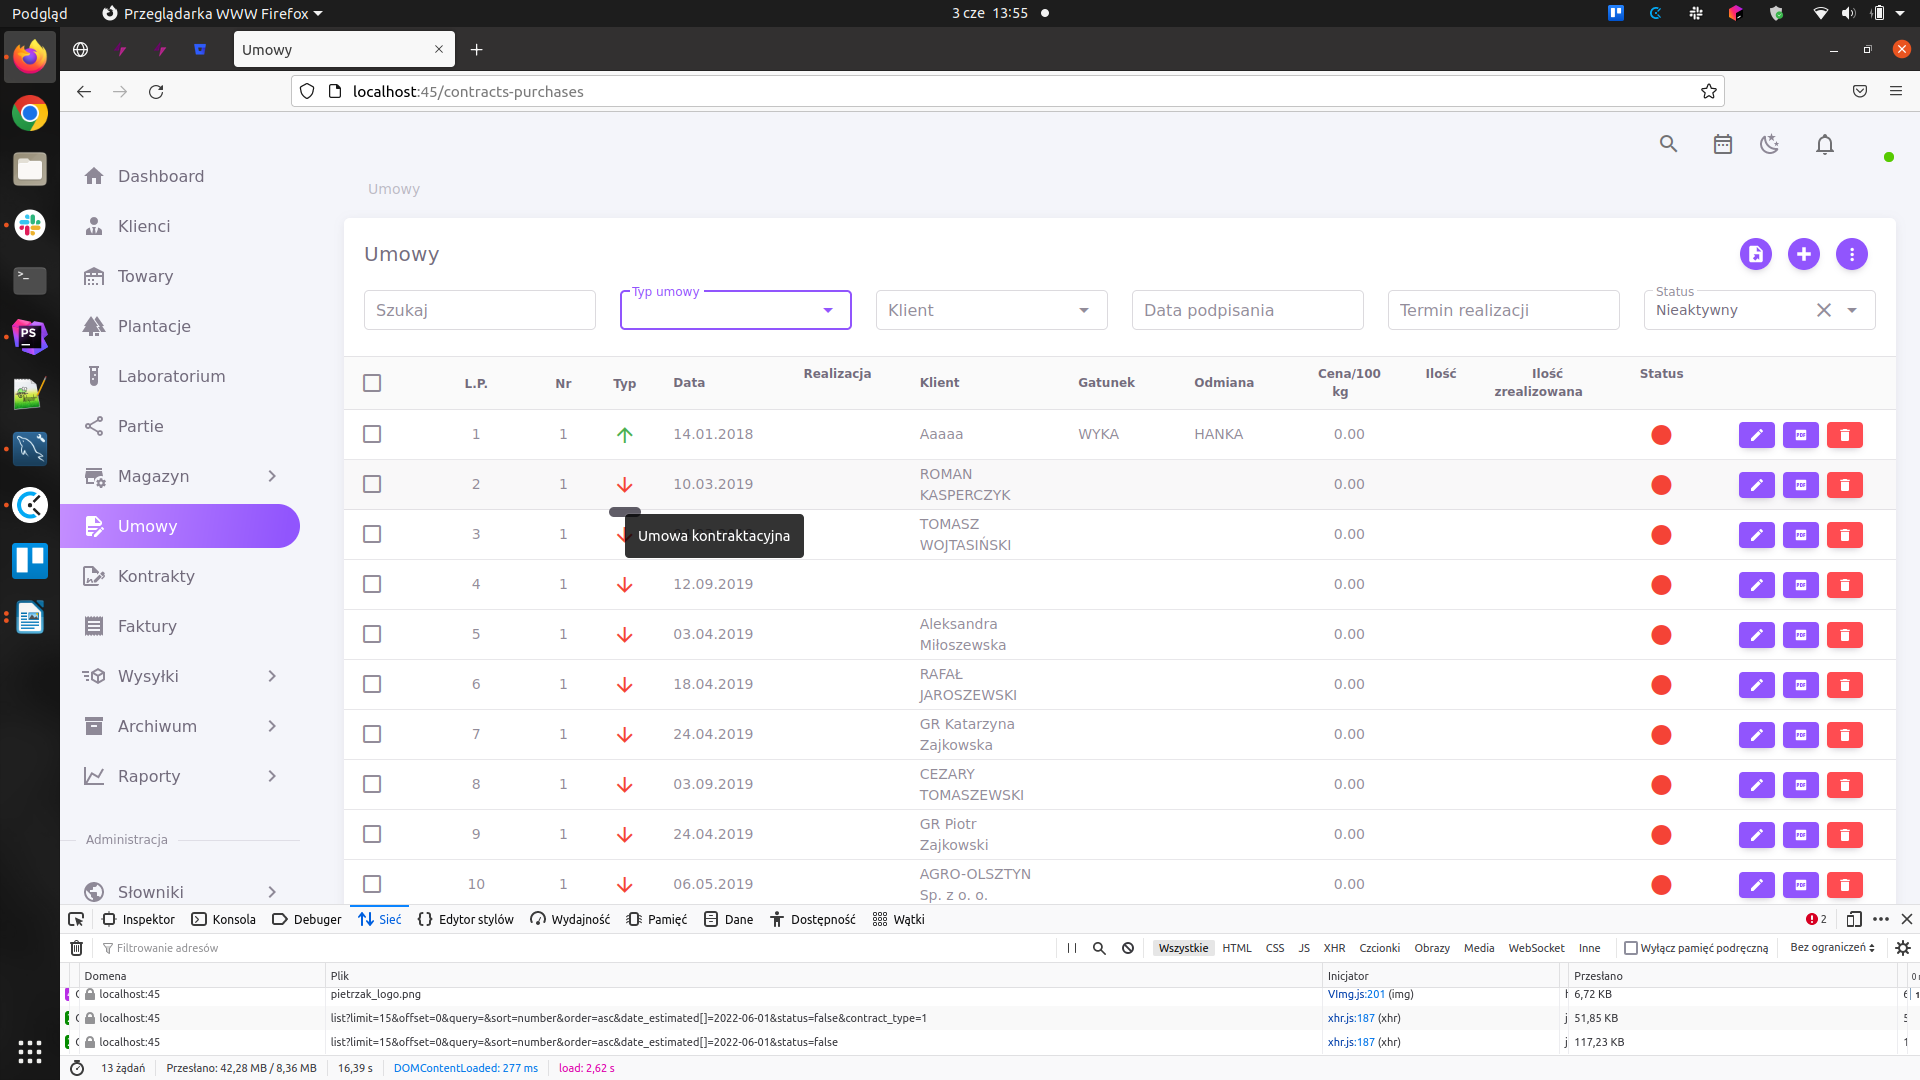 Podgląd
Przeglądarka WWW Firefox
3 cze 13:55
Umowy
localhost:45/contracts-purchases
Dashboard
Klienci
Towary
Plantacje
Laboratorium
Partie
Magazyn
Umowy
Kontrakty
Faktury
Wysyłki
Archiwum
Raporty
Administracja
Słowniki
Umowy
Umowy
Szukaj
Typ umowy
Klient
Data podpisania
Termin realizacji
Status
Nieaktywny
L.P. Nr Typ Data Realizacja Klient Gatunek Odmiana Cena/100 kg Ilość Ilość zrealizowana Status
1 1 14.01.2018 Aaaaa WYKA HANKA 0.00
2 1 10.03.2019 ROMAN KASPERCZYK 0.00
3 1 TOMASZ WOJTASIŃSKI 0.00
Umowa kontraktacyjna
4 1 12.09.2019 0.00
5 1 03.04.2019 Aleksandra Miłoszewska 0.00
6 1 18.04.2019 RAFAŁ JAROSZEWSKI 0.00
7 1 24.04.2019 GR Katarzyna Zajkowska 0.00
8 1 03.09.2019 CEZARY TOMASZEWSKI 0.00
9 1 24.04.2019 GR Piotr Zajkowski 0.00
10 1 06.05.2019 AGRO-OLSZTYN Sp. z o. o. 0.00
Inspektor Konsola Debuger Sieć Edytor stylów Wydajność Pamięć Dane Dostępność Wątki 2
Filtrowanie adresów
Wszystkie HTML CSS JS XHR Czcionki Obrazy Media WebSocket Inne Wyłącz pamięć podręczną Bez ograniczeń
Domena Plik Inicjator Przesłano
localhost:45 pietrzak_logo.png VImg.js:201 (img) 6,72 KB
localhost:45 list?limit=15&offset=0&query=&sort=number&order=asc&date_estimated[]=2022-06-01&status=false&contract_type=1 xhr.js:187 (xhr) 51,85 KB
localhost:45 list?limit=15&offset=0&query=&sort=number&order=asc&date_estimated[]=2022-06-01&status=false xhr.js:187 (xhr) 117,23 KB
13 żądań Przesłano: 42,28 MB / 8,36 MB 16,39 s DOMContentLoaded: 277 ms load: 2,62 s